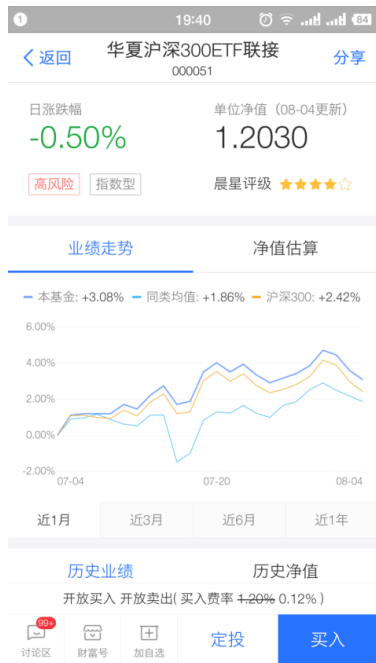 1 19:40 84
返回 华夏沪深300ETF联接 分享
000051
日涨跌幅 单位净值（08-04更新）
-0.50% 1.2030
高风险 指数型 晨星评级
业绩走势 净值估算
本基金: +3.08% 同类均值: +1.86% 沪深300: +2.42%
6.00%
4.00%
2.00%
0.00%
-2.00%
07-04 07-20 08-04
近1月 近3月 近6月 近1年
历史业绩 历史净值
开放买入 开放卖出( 买入费率 1.20% 0.12% )
99+
讨论区 财富号 加自选 定投 买入